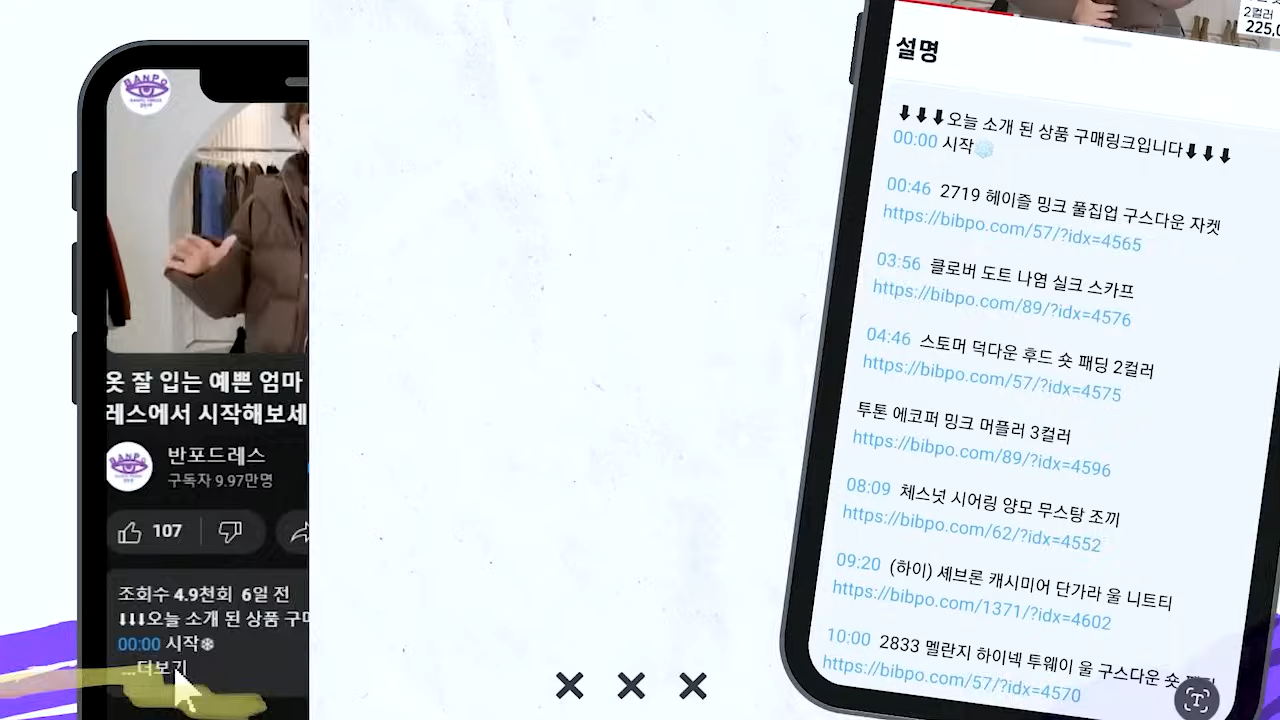 BANPO
옷 잘 입는 예쁜 엄마
레스에서 시작해보세
BANPO
반포드레스
구독자 9.97만명
107
조회수 4.9천회 6일 전
⬇⬇⬇오늘 소개 된 상품 구매
00:00 시작❄
...더보기
2컬러
225,0
설명
⬇⬇⬇오늘 소개 된 상품 구매링크입니다⬇⬇⬇
00:00 시작❄
00:46 2719 헤이즐 밍크 풀집업 구스다운 자켓
https://bibpo.com/57/?idx=4565
03:56 클로버 도트 나염 실크 스카프
https://bibpo.com/89/?idx=4576
04:46 스토머 덕다운 후드 숏 패딩 2컬러
https://bibpo.com/57/?idx=4575
투톤 에코퍼 밍크 머플러 3컬러
https://bibpo.com/89/?idx=4596
08:09 체스넛 시어링 양모 무스탕 조끼
https://bibpo.com/62/?idx=4552
09:20 (하이) 셰브론 캐시미어 단가라 울 니트티
https://bibpo.com/1371/?idx=4602
10:00 2833 멜란지 하이넥 투웨이 울 구스다운 숏
https://bibpo.com/57/?idx=4570